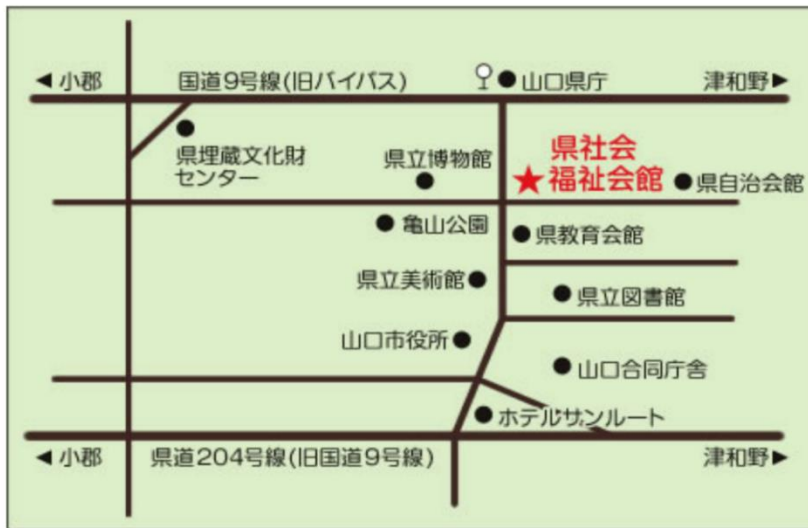 ◀小郡
国道9号線(旧バイパス)
山口県庁
津和野▶
県埋蔵文化財
センター
県立博物館
県社会
★福祉会館
県自治会館
亀山公園
県教育会館
県立美術館
県立図書館
山口市役所
山口合同庁舎
ホテルサンルート
◀小郡
県道204号線(旧国道9号線)
津和野▶